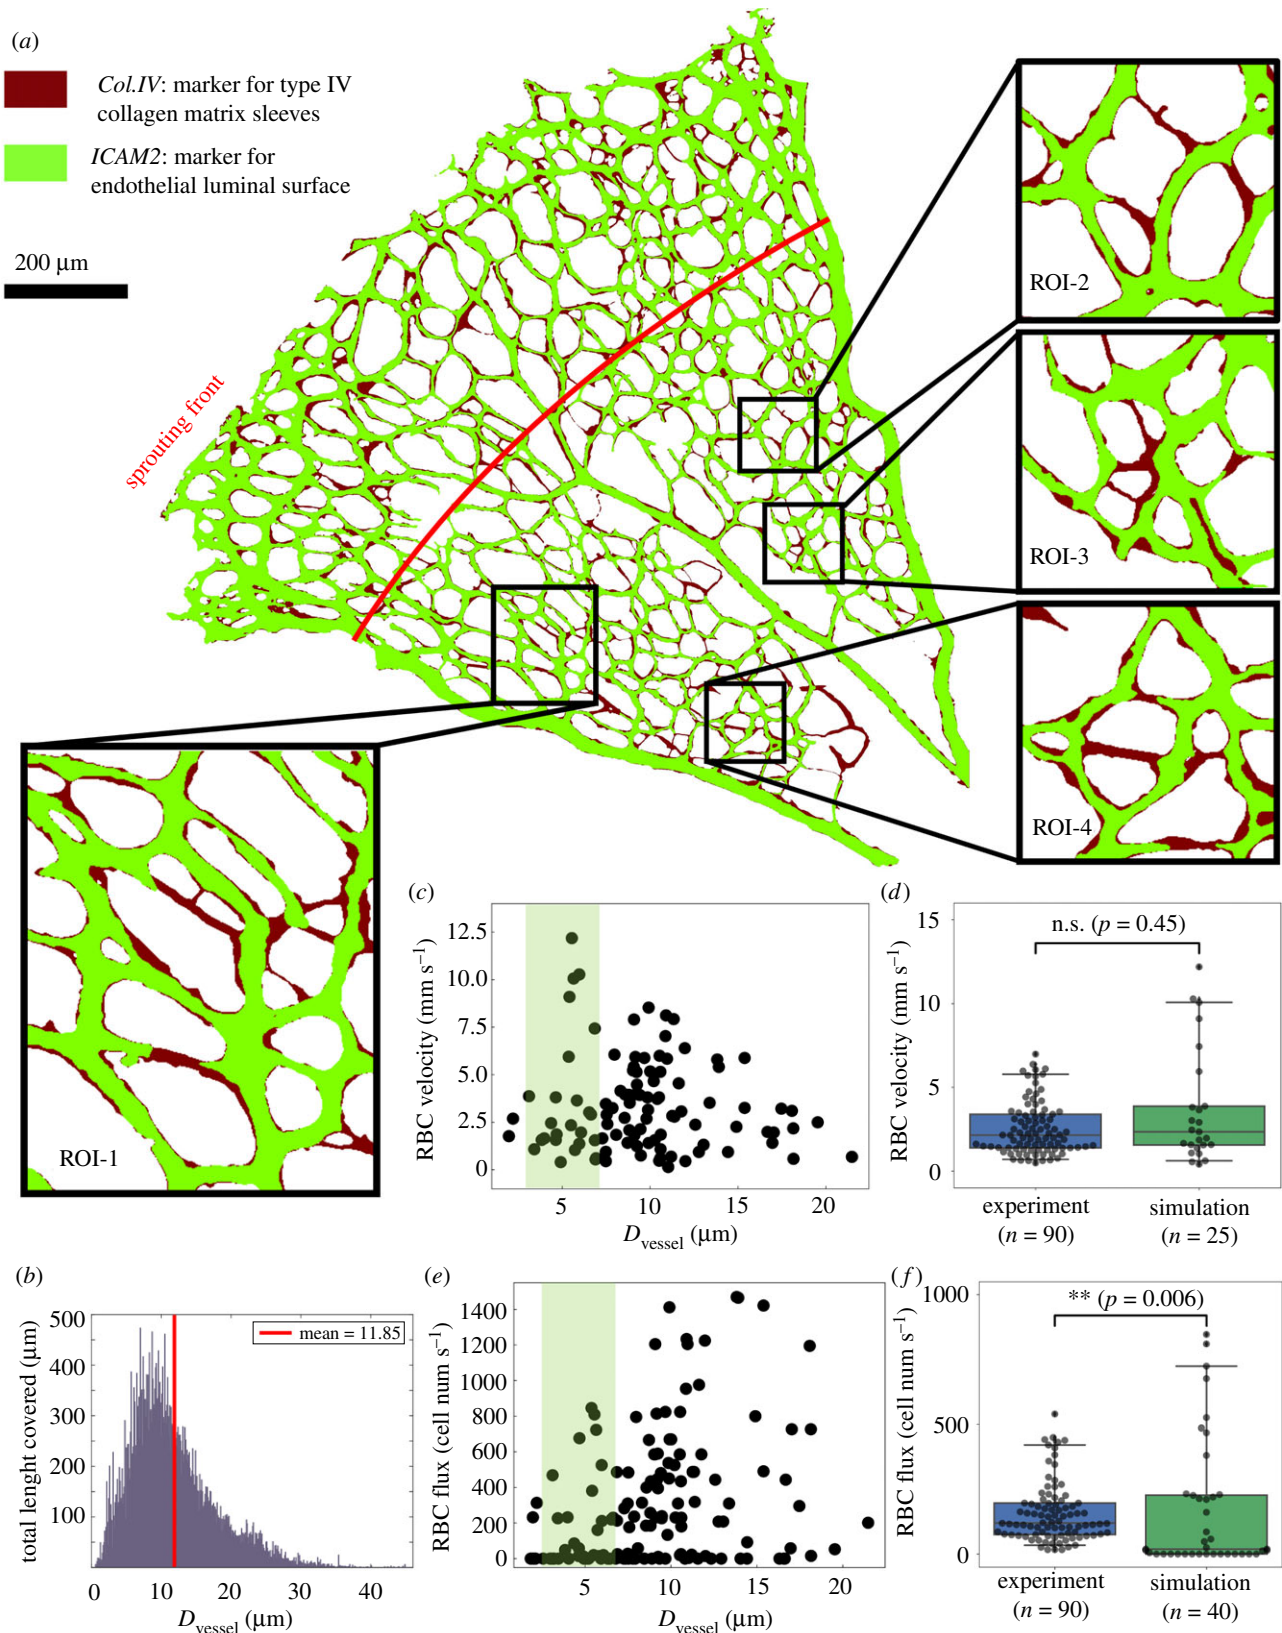 (a)
Col.IV: marker for type IV
collagen matrix sleeves
ICAM2: marker for
endothelial luminal surface
200 µm
sprouting front
ROI-2
ROI-3
ROI-4
ROI-1
(c)
RBC velocity (mm s⁻¹)
12.5
10.0
7.5
5.0
2.5
0
5
10
15
20
D_vessel (µm)
(d)
RBC velocity (mm s⁻¹)
15
10
5
0
n.s. (p = 0.45)
experiment
(n = 90)
simulation
(n = 25)
(b)
total lenght covered (µm)
500
400
300
200
100
mean = 11.85
0
10
20
30
40
D_vessel (µm)
(e)
RBC flux (cell num s⁻¹)
1400
1200
1000
800
600
400
200
0
5
10
15
20
D_vessel (µm)
(f)
RBC flux (cell num s⁻¹)
1000
500
0
** (p = 0.006)
experiment
(n = 90)
simulation
(n = 40)